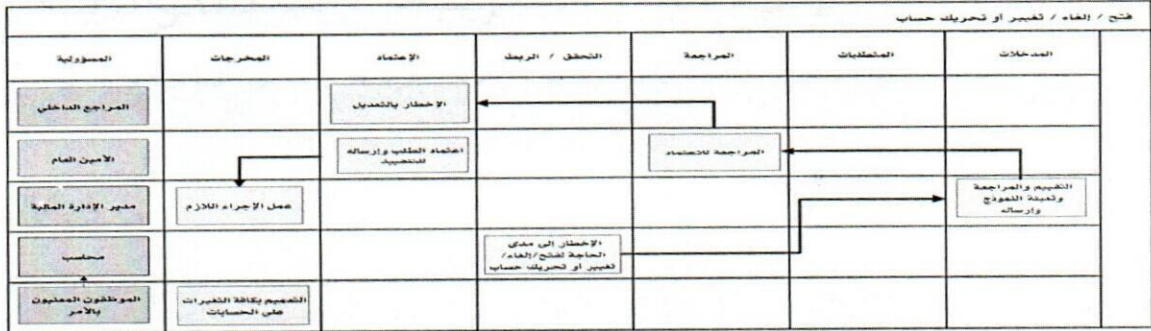 فتح / إلغاء / تغيير او تحريك حساب
المدخلات
المتطلبات
المراجعة
التحقق / الربط
الإعتماد
المخرجات
المسؤولية
الإخطار بالتعديل
المراجع الداخلي
المراجعة للاعتماد
اعتماد الطلب وإرساله
للتنفيذ
الأمين العام
التقييم والمراجعة
وتعبئة النموذج
وإرساله
عمل الإجراء اللازم
مدير الإدارة المالية
الإخطار إلى مدى
الحاجة لفتح/إلغاء/
تغيير او تحريك حساب
محاسب
التعميم بكافة التغيرات
على الحسابات
الموظفون المعنيون
بالأمر